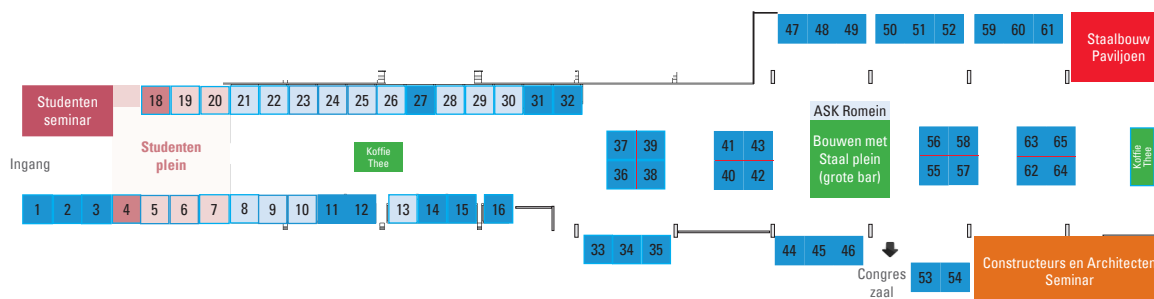 47 48 49 50 51 52 59 60 61
Staalbouw
Paviljoen
Studenten
seminar
18 19 20 21 22 23 24 25 26 27 28 29 30 31 32
ASK Romein
Ingang
Studenten
plein
Koffie
Thee
37 39
36 38
41 43
40 42
Bouwen met
Staal plein
(grote bar)
56 58
55 57
63 65
62 64
Koffie
Thee
1 2 3 4 5 6 7 8 9 10 11 12 13 14 15 16
33 34 35
44 45 46
Congres
zaal
53 54
Constructeurs en Architecten
Seminar